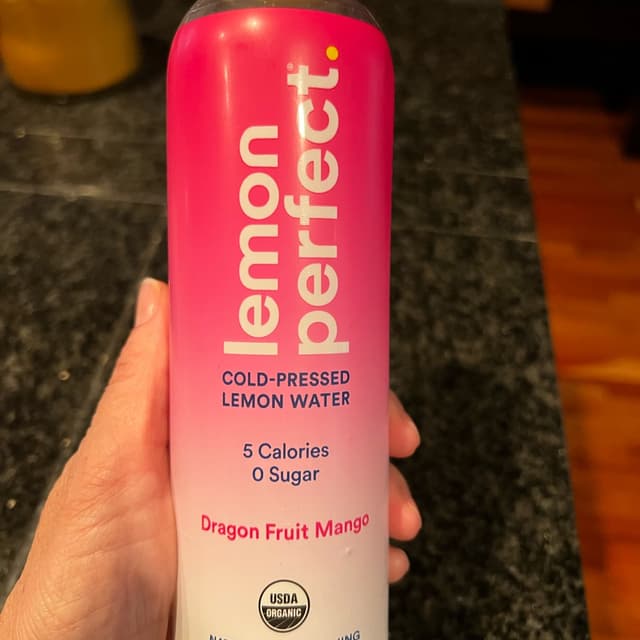 lemon
perfect.
COLD-PRESSED
LEMON WATER
5 Calories
0 Sugar
Dragon Fruit Mango
USDA
ORGANIC